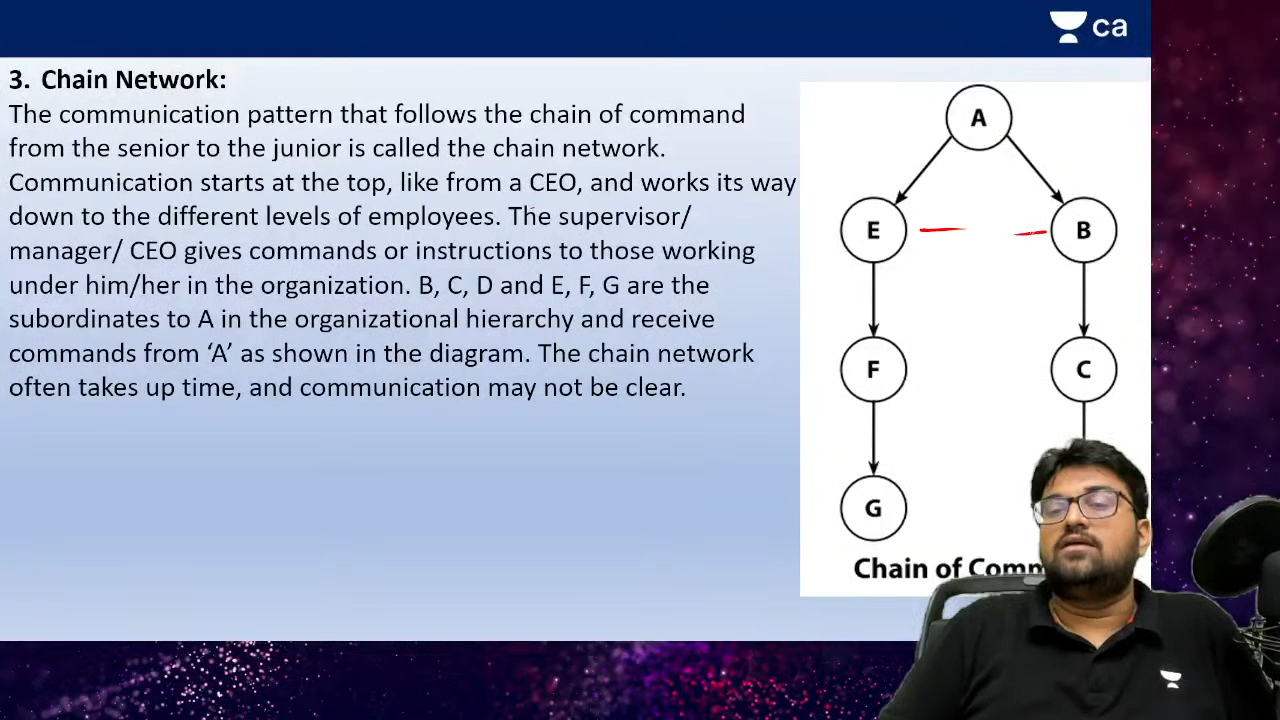 ca
3. Chain Network:
The communication pattern that follows the chain of command
from the senior to the junior is called the chain network.
Communication starts at the top, like from a CEO, and works its way
down to the different levels of employees. The supervisor/
manager/ CEO gives commands or instructions to those working
under him/her in the organization. B, C, D and E, F, G are the
subordinates to A in the organizational hierarchy and receive
commands from ‘A’ as shown in the diagram. The chain network
often takes up time, and communication may not be clear.
A
E
B
F
C
G
Chain of Comm